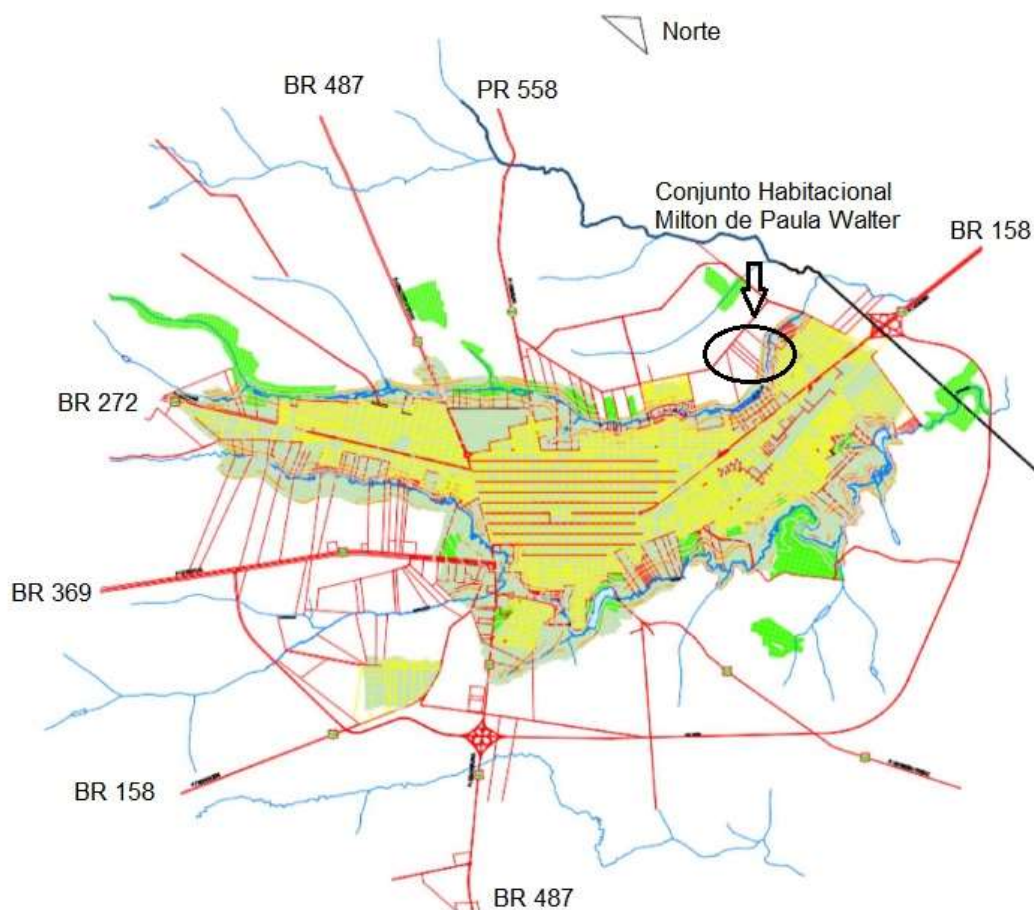 Norte
BR 487
PR 558
Conjunto Habitacional
Milton de Paula Walter
BR 158
BR 272
BR 369
BR 158
BR 487